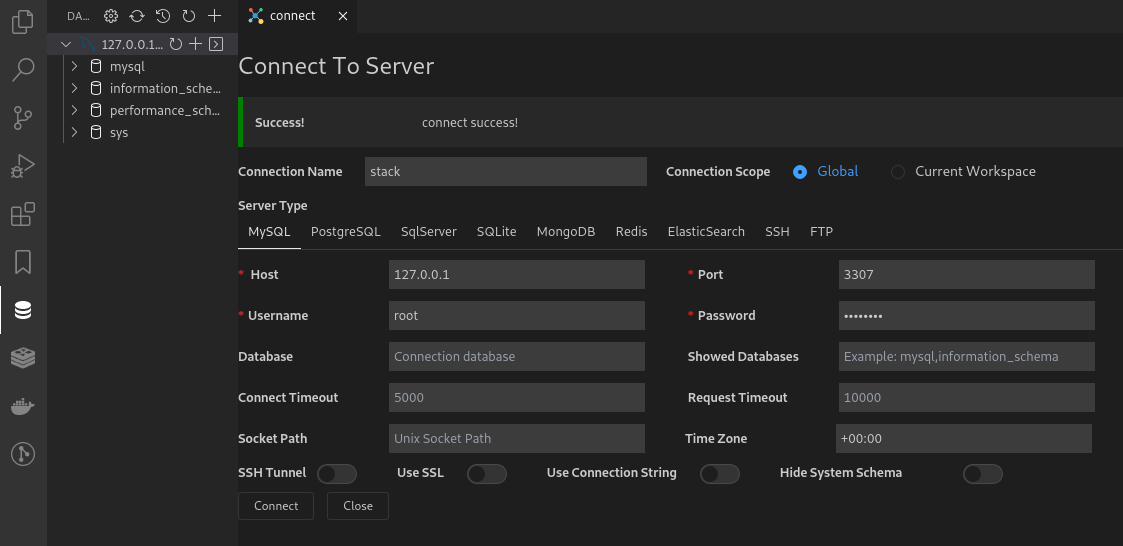 DA...
127.0.0.1...
mysql
information_sche...
performance_sch...
sys
connect
Connect To Server
Success! connect success!
Connection Name stack Connection Scope Global Current Workspace
Server Type
MySQL PostgreSQL SqlServer SQLite MongoDB Redis ElasticSearch SSH FTP
* Host 127.0.0.1 * Port 3307
* Username root * Password ••••••••
Database Connection database Showed Databases Example: mysql,information_schema
Connect Timeout 5000 Request Timeout 10000
Socket Path Unix Socket Path Time Zone +00:00
SSH Tunnel Use SSL Use Connection String Hide System Schema
Connect Close